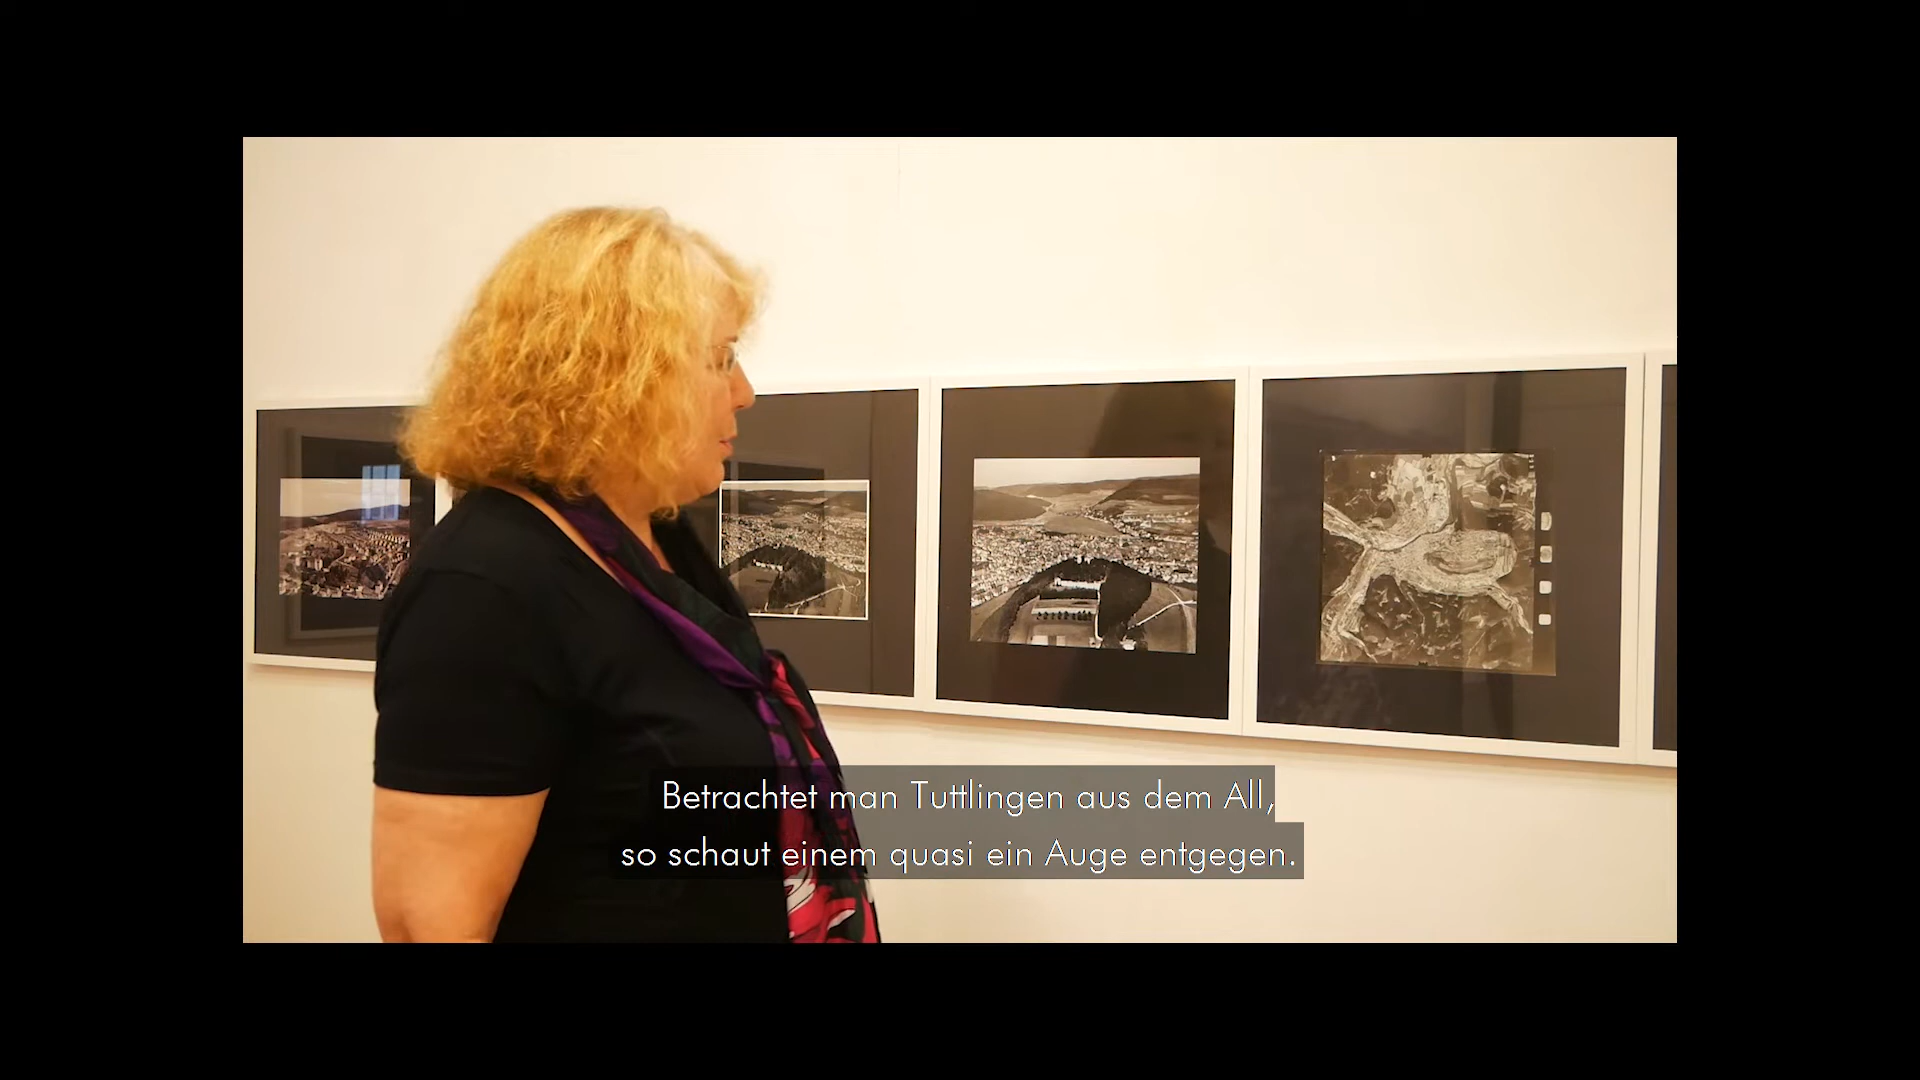 Betrachtet man Tuttlingen aus dem All,
so schaut einem quasi ein Auge entgegen.